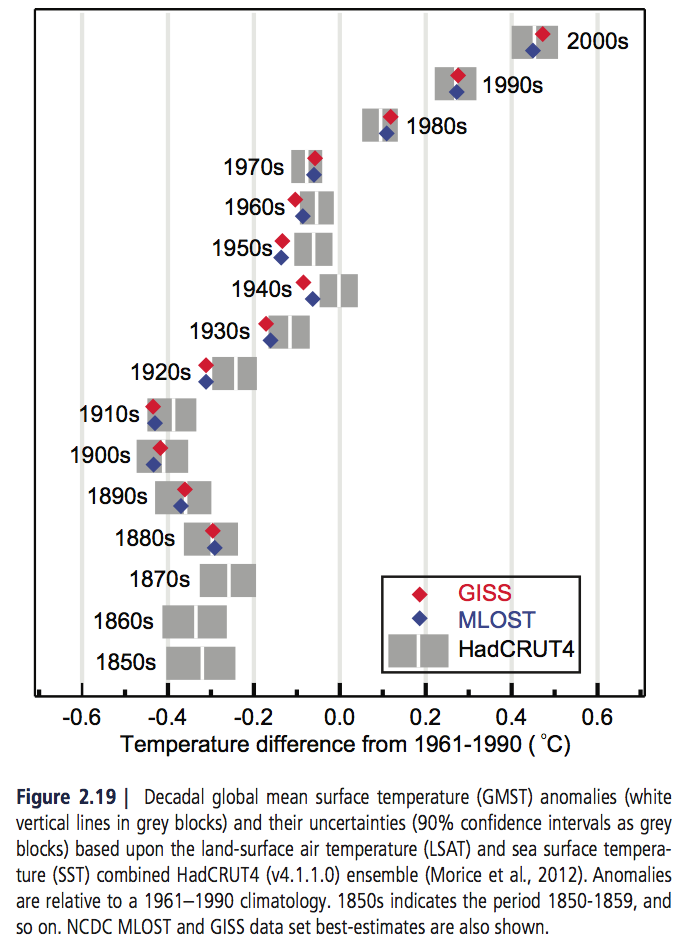 2000s
1990s
1980s
1970s
1960s
1950s
1940s
1930s
1920s
1910s
1900s
1890s
1880s
1870s
1860s
1850s
GISS
MLOST
HadCRUT4
-0.6 -0.4 -0.2 0.0 0.2 0.4 0.6
Temperature difference from 1961-1990 ( °C)
Figure 2.19 | Decadal global mean surface temperature (GMST) anomalies (white
vertical lines in grey blocks) and their uncertainties (90% confidence intervals as grey
blocks) based upon the land-surface air temperature (LSAT) and sea surface tempera-
ture (SST) combined HadCRUT4 (v4.1.1.0) ensemble (Morice et al., 2012). Anomalies
are relative to a 1961–1990 climatology. 1850s indicates the period 1850-1859, and
so on. NCDC MLOST and GISS data set best-estimates are also shown.